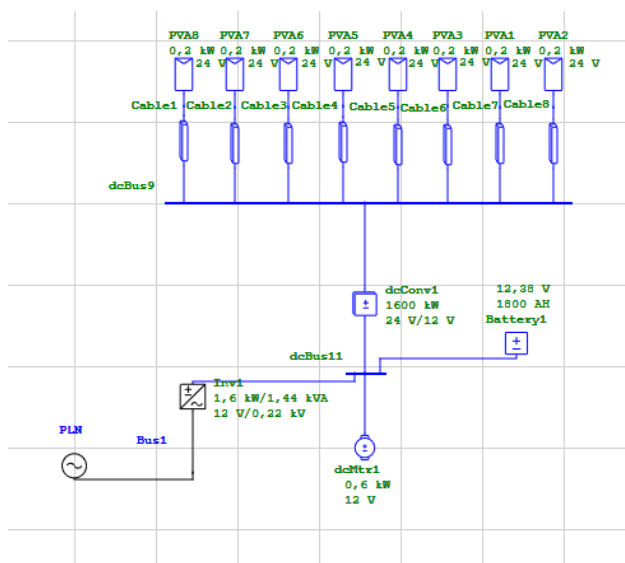 PVA8 PVA7 PVA6 PVA5 PVA4 PVA3 PVA1 PVA2
0,2 kW 0,2 kW 0,2 kW 0,2 kW 0,2 kW 0,2 kW 0,2 kW 0,2 kW
24 V 24 V 24 V 24 V 24 V 24 V 24 V 24 V
Cable1 Cable2 Cable3 Cable4 Cable5 Cable6 Cable7 Cable8
dcBus9
dcConv1
1600 kW
24 V/12 V
12,38 V
1800 AH
Battery1
dcBus11
Inv1
1,6 kW/1,44 kVA
12 V/0,22 kV
PLN
Bus1
dcMtr1
0,6 kW
12 V